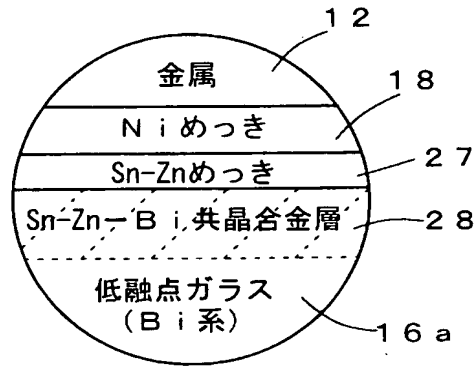 12
金属
18
Ｎｉめっき
27
Sn-Znめっき
Sn-Zn－Ｂｉ共晶合金層
28
低融点ガラス
(Ｂｉ系)
16a